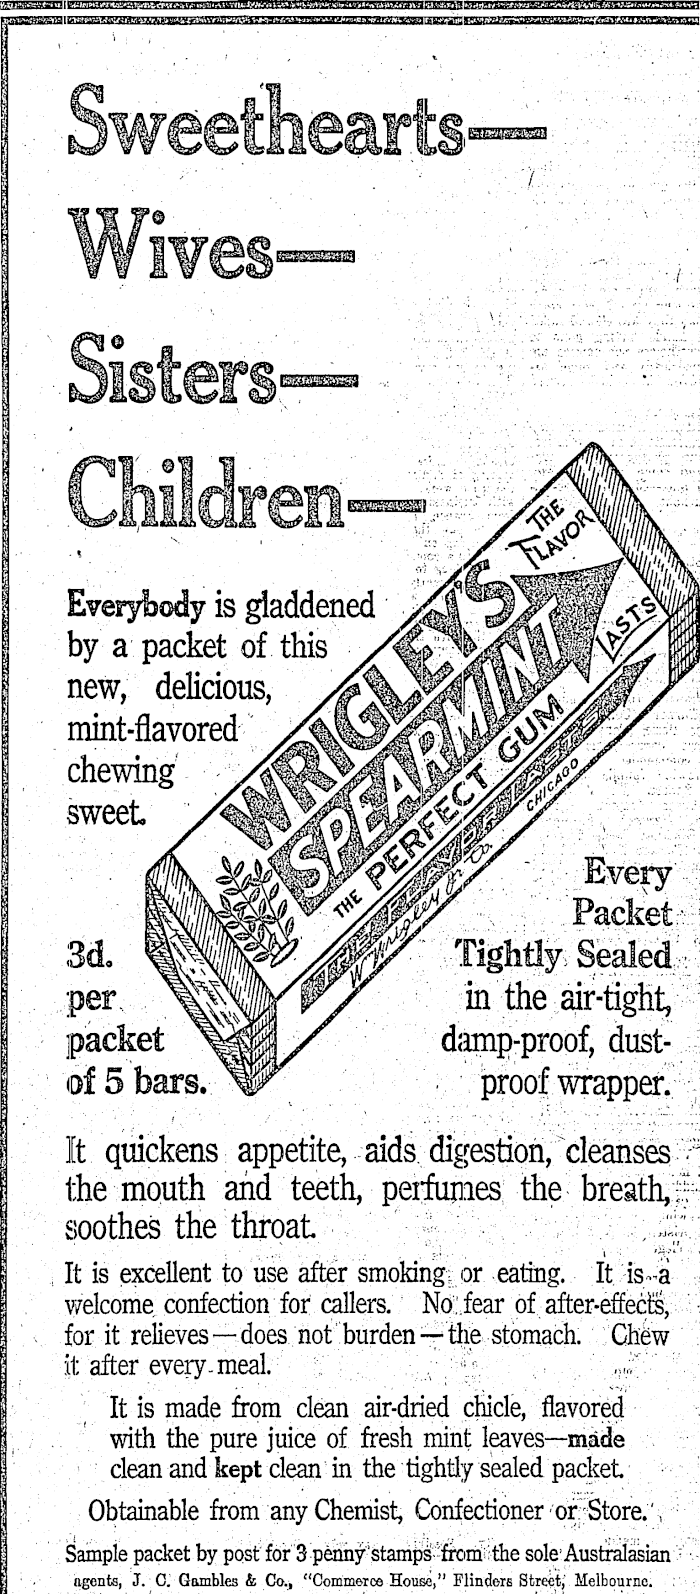 Sweethearts—
Wives—
Sisters—
Children—
Everybody is gladdened
by a packet of this
new, delicious,
mint-flavored
chewing
sweet.
THE
FLAVOR
LASTS
WRIGLEY'S
SPEARMINT
THE PERFECT GUM
CHICAGO
THE FLAVOR LASTS
Wm Wrigley Jr. Co.
3d.
per
packet
of 5 bars.
Every
Packet
Tightly Sealed
in the air-tight,
damp-proof, dust-
proof wrapper.
It quickens appetite, aids digestion, cleanses
the mouth and teeth, perfumes the breath,
soothes the throat.
It is excellent to use after smoking or eating. It is a
welcome confection for callers. No fear of after-effects,
for it relieves—does not burden—the stomach. Chew
it after every meal.
It is made from clean air-dried chicle, flavored
with the pure juice of fresh mint leaves—made
clean and kept clean in the tightly sealed packet.
Obtainable from any Chemist, Confectioner or Store.
Sample packet by post for 3 penny stamps from the sole Australasian
agents, J. C. Gambles & Co., "Commerce House," Flinders Street, Melbourne.